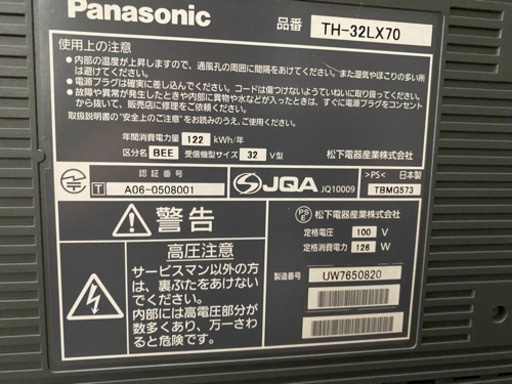 Panasonic
品番 TH-32LX70
使用上の注意
• 内部の温度が上昇しますので、通風孔の周囲に間隔をあけてください。また湿気やほこりの多い所
は避けてください。
• 電源プラグは確実に差し込んでください。コードは傷つけないようていねいに取り扱ってください。
• 故障や異常が発生したときや内部に異物や水などが入ったときは、すぐに電源プラグをコンセント
から抜いて、販売店に修理をご依頼ください。
取扱説明書の"安全上のご注意"も必ずお読みください。
年間消費電力量 122 kWh/年
区分名 BEE 受信機型サイズ 32 V型
松下電器産業株式会社
認証番号
T A06-0508001
JQA JQ10009
>PS< 日本製
TBMG573
警告
高圧注意
サービスマン以外の方
は、裏ぶたをあけない
でください。
内部には高電圧部分が
数多くあり、万一さわ
ると危険です。
PSE 松下電器産業株式会社
定格電圧 100 V
定格消費電力 126 W
製造番号 UW7650820